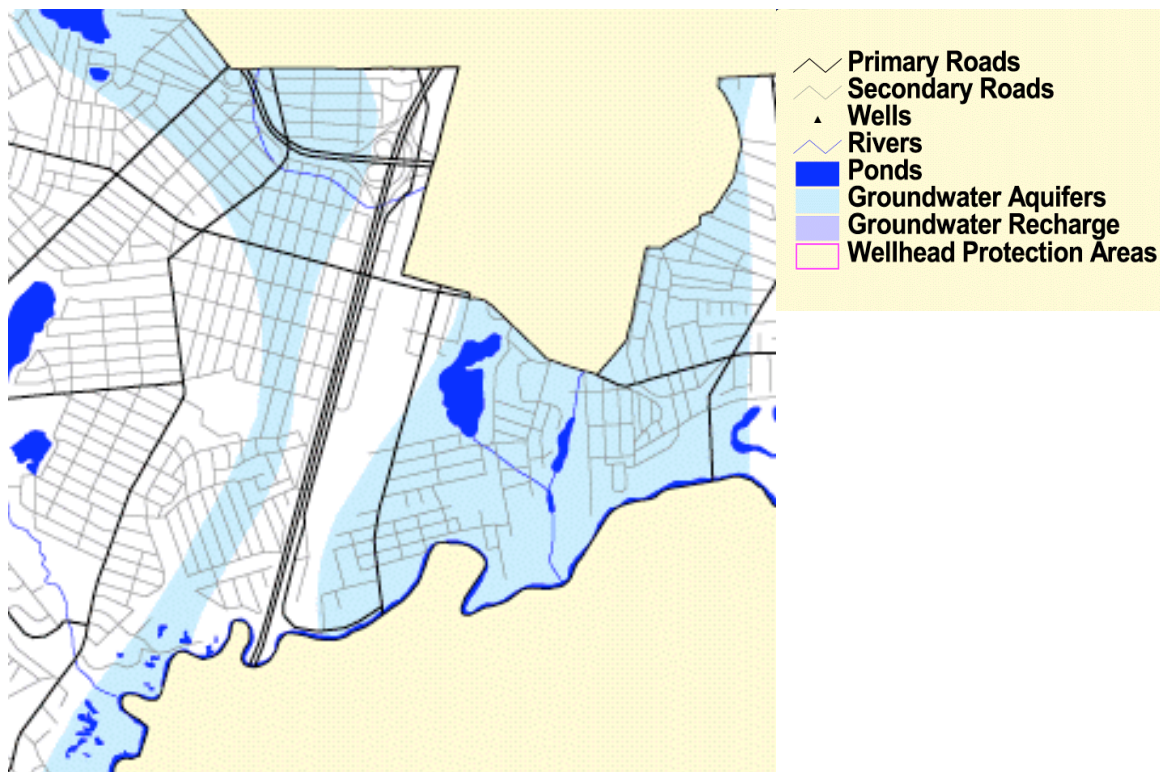 Primary Roads
Secondary Roads
Wells
Rivers
Ponds
Groundwater Aquifers
Groundwater Recharge
Wellhead Protection Areas